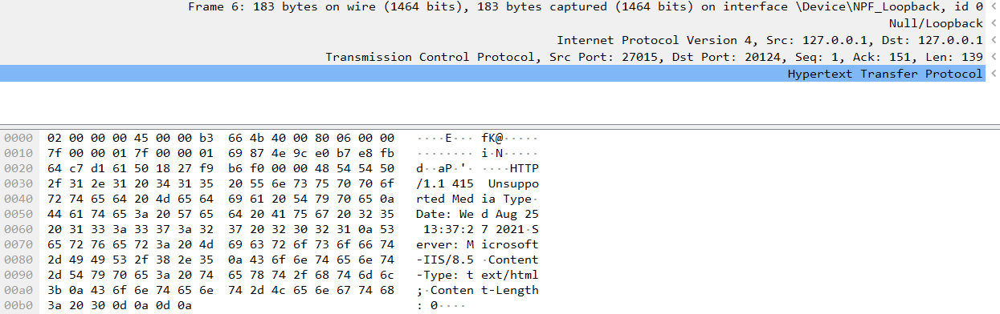 Frame 6: 183 bytes on wire (1464 bits), 183 bytes captured (1464 bits) on interface \Device\NPF_Loopback, id 0
Null/Loopback
Internet Protocol Version 4, Src: 127.0.0.1, Dst: 127.0.0.1
Transmission Control Protocol, Src Port: 27015, Dst Port: 20124, Seq: 1, Ack: 151, Len: 139
Hypertext Transfer Protocol
0000 02 00 00 00 45 00 00 b3 66 4b 40 00 80 06 00 00 ····E··· fK@·····
0010 7f 00 00 01 7f 00 00 01 69 87 4e 9c e0 b7 e8 fb ········ i·N·····
0020 64 c7 d1 61 50 18 27 f9 b6 f0 00 00 48 54 54 50 d··aP·'· ····HTTP
0030 2f 31 2e 31 20 34 31 35 20 55 6e 73 75 70 70 6f /1.1 415 Unsuppo
0040 72 74 65 64 20 4d 65 64 69 61 20 54 79 70 65 0a rted Med ia Type·
0050 44 61 74 65 3a 20 57 65 64 20 41 75 67 20 32 35 Date: We d Aug 25
0060 20 31 33 3a 33 37 3a 32 37 20 32 30 32 31 0a 53 13:37:2 7 2021·S
0070 65 72 76 65 72 3a 20 4d 69 63 72 6f 73 6f 66 74 erver: M icrosoft
0080 2d 49 49 53 2f 38 2e 35 0a 43 6f 6e 74 65 6e 74 -IIS/8.5 ·Content
0090 2d 54 79 70 65 3a 20 74 65 78 74 2f 68 74 6d 6c -Type: t ext/html
00a0 3b 0a 43 6f 6e 74 65 6e 74 2d 4c 65 6e 67 74 68 ;·Conten t-Length
00b0 3a 20 30 0d 0a 0d 0a : 0····